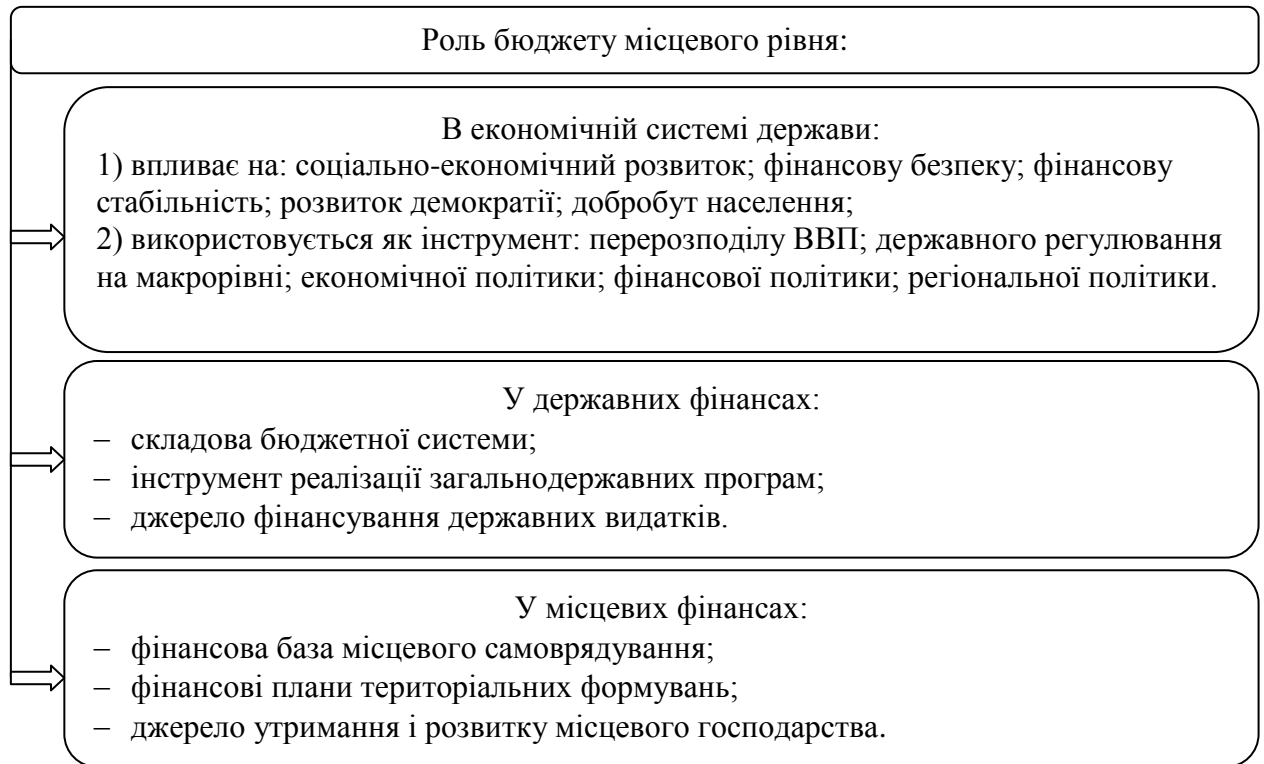 Роль бюджету місцевого рівня:
В економічній системі держави:
1) впливає на: соціально-економічний розвиток; фінансову безпеку; фінансову
стабільність; розвиток демократії; добробут населення;
2) використовується як інструмент: перерозподілу ВВП; державного регулювання
на макрорівні; економічної політики; фінансової політики; регіональної політики.
У державних фінансах:
– складова бюджетної системи;
– інструмент реалізації загальнодержавних програм;
– джерело фінансування державних видатків.
У місцевих фінансах:
– фінансова база місцевого самоврядування;
– фінансові плани територіальних формувань;
– джерело утримання і розвитку місцевого господарства.